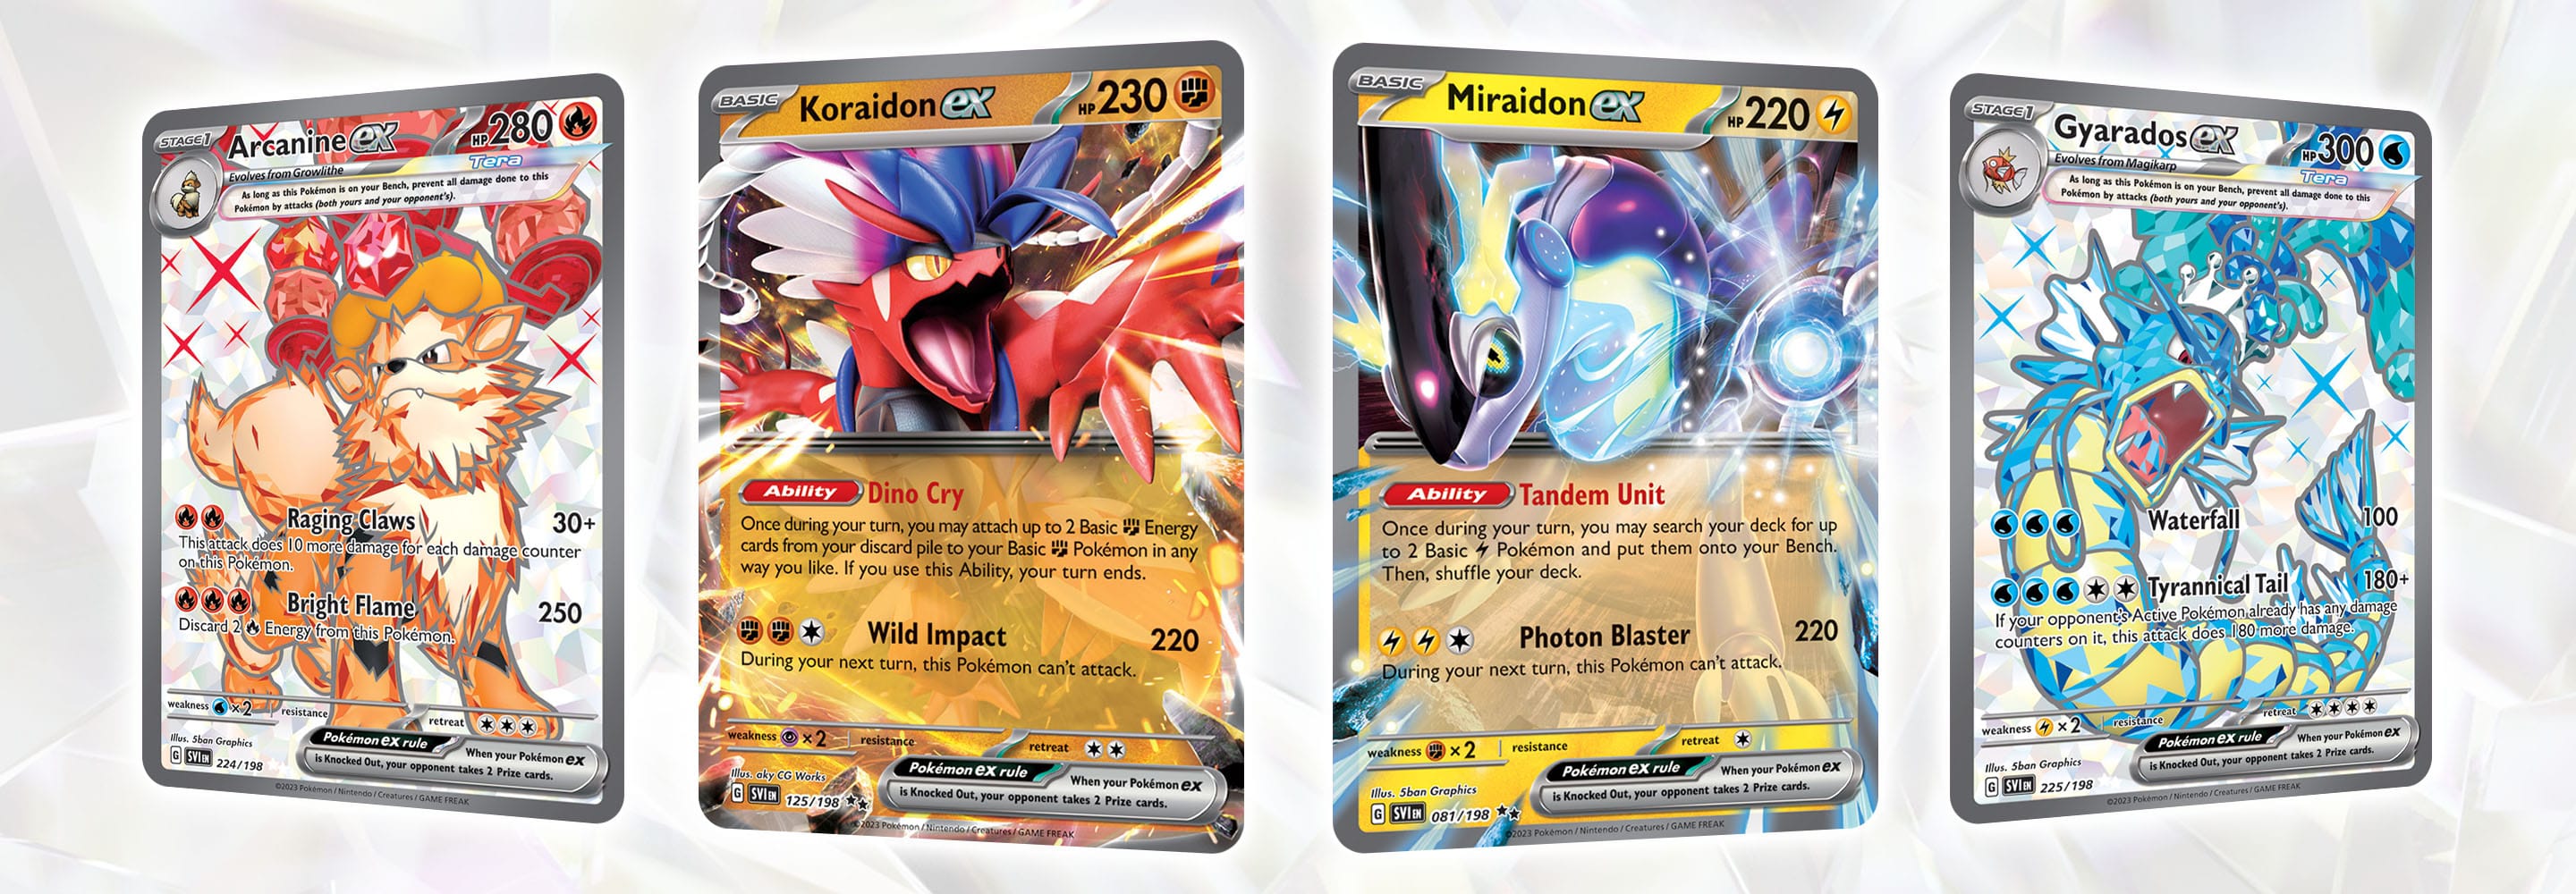 STAGE1
Arcanine ex
HP 280
Tera
Evolves from Growlithe
As long as this Pokémon is on your Bench, prevent all damage done to this
Pokémon by attacks (both yours and your opponent's).
Raging Claws 30+
This attack does 10 more damage for each damage counter
on this Pokémon.
Bright Flame 250
Discard 2 Energy from this Pokémon.
weakness ×2 resistance
retreat
Illus. 5ban Graphics
Pokémon ex rule
When your Pokémon ex
is Knocked Out, your opponent takes 2 Prize cards.
G SVI EN 224/198
©2023 Pokémon / Nintendo / Creatures / GAME FREAK
BASIC
Koraidon ex
HP 230
Ability Dino Cry
Once during your turn, you may attach up to 2 Basic Energy
cards from your discard pile to your Basic Pokémon in any
way you like. If you use this Ability, your turn ends.
Wild Impact 220
During your next turn, this Pokémon can't attack.
weakness ×2 resistance retreat
Illus. aky CG Works
Pokémon ex rule
When your Pokémon ex
is Knocked Out, your opponent takes 2 Prize cards.
G SVI EN 125/198
©2023 Pokémon / Nintendo / Creatures / GAME FREAK
BASIC
Miraidon ex
HP 220
Ability Tandem Unit
Once during your turn, you may search your deck for up
to 2 Basic Pokémon and put them onto your Bench.
Then, shuffle your deck.
Photon Blaster 220
During your next turn, this Pokémon can't attack.
weakness ×2 resistance retreat
Illus. 5ban Graphics
Pokémon ex rule
When your Pokémon ex
is Knocked Out, your opponent takes 2 Prize cards.
G SVI EN 081/198
©2023 Pokémon / Nintendo / Creatures / GAME FREAK
STAGE1
Gyarados ex
HP 300
Tera
Evolves from Magikarp
As long as this Pokémon is on your Bench, prevent all damage done to this
Pokémon by attacks (both yours and your opponent's).
Waterfall 100
Tyrannical Tail 180+
If your opponent's Active Pokémon already has any damage
counters on it, this attack does 180 more damage.
weakness ×2 resistance retreat
Illus. 5ban Graphics
Pokémon ex rule
When your Pokémon ex
is Knocked Out, your opponent takes 2 Prize cards.
G SVI EN 225/198
©2023 Pokémon / Nintendo / Creatures / GAME FREAK